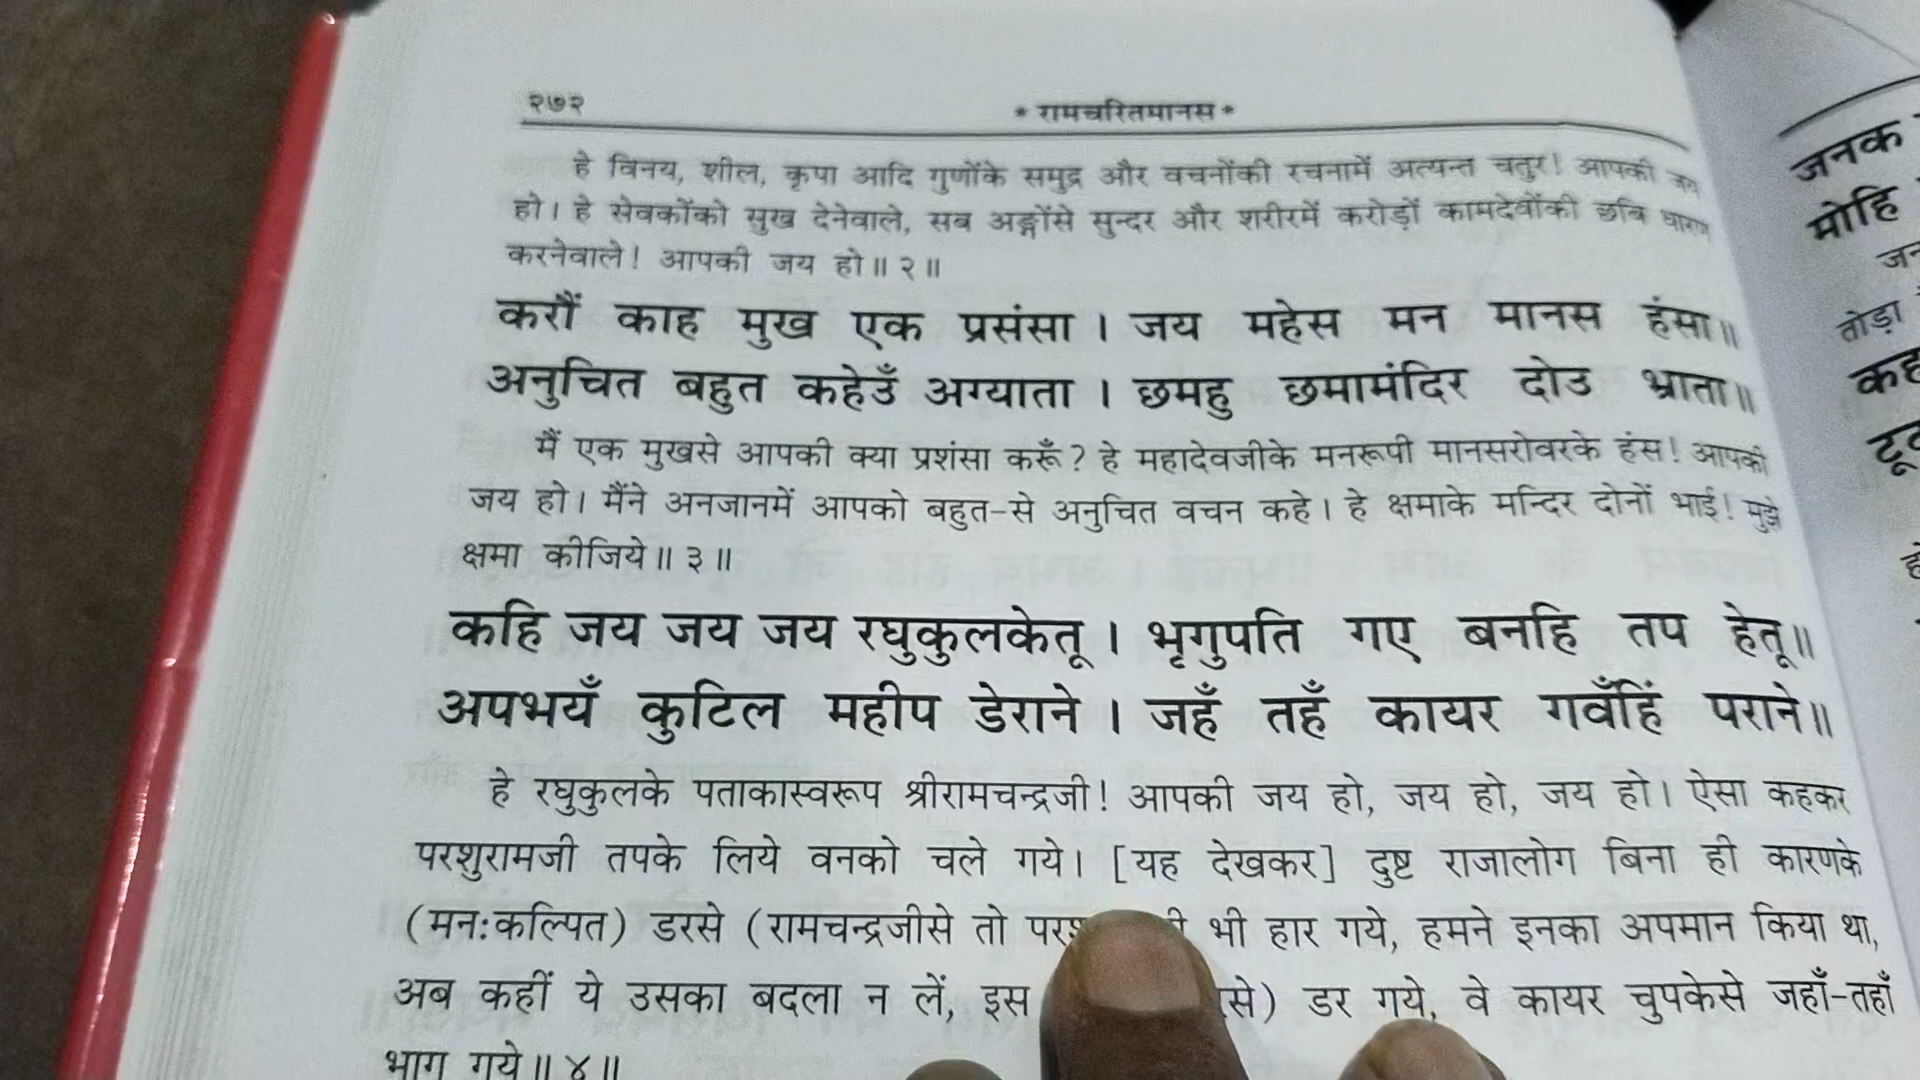 २७२
* रामचरितमानस *
हे विनय, शील, कृपा आदि गुणोंके समुद्र और वचनोंकी रचनामें अत्यन्त चतुर! आपकी जय
हो। हे सेवकोंको सुख देनेवाले, सब अङ्गोंसे सुन्दर और शरीरमें करोड़ों कामदेवोंकी छबि धारण
करनेवाले! आपकी जय हो॥ २॥
करौं काह मुख एक प्रसंसा। जय महेस मन मानस हंसा॥
अनुचित बहुत कहेउँ अग्याता। छमहु छमामंदिर दोउ भ्राता॥
मैं एक मुखसे आपकी क्या प्रशंसा करूँ? हे महादेवजीके मनरूपी मानसरोवरके हंस! आपकी
जय हो। मैंने अनजानमें आपको बहुत-से अनुचित वचन कहे। हे क्षमाके मन्दिर दोनों भाई! मुझे
क्षमा कीजिये॥ ३॥
कहि जय जय जय रघुकुलकेतू। भृगुपति गए बनहि तप हेतू॥
अपभयँ कुटिल महीप डेराने। जहँ तहँ कायर गवँहिं पराने॥
हे रघुकुलके पताकास्वरूप श्रीरामचन्द्रजी! आपकी जय हो, जय हो, जय हो। ऐसा कहकर
परशुरामजी तपके लिये वनको चले गये। [यह देखकर] दुष्ट राजालोग बिना ही कारणके
(मन:कल्पित) डरसे (रामचन्द्रजीसे तो भी हार गये, हमने इनका अपमान किया था,
अब कहीं ये उसका बदला न लें, इस डर गये, वे कायर चुपकेसे जहाँ-तहाँ
भाग गये॥ ४॥
जनक
मोहि
तोड़ा